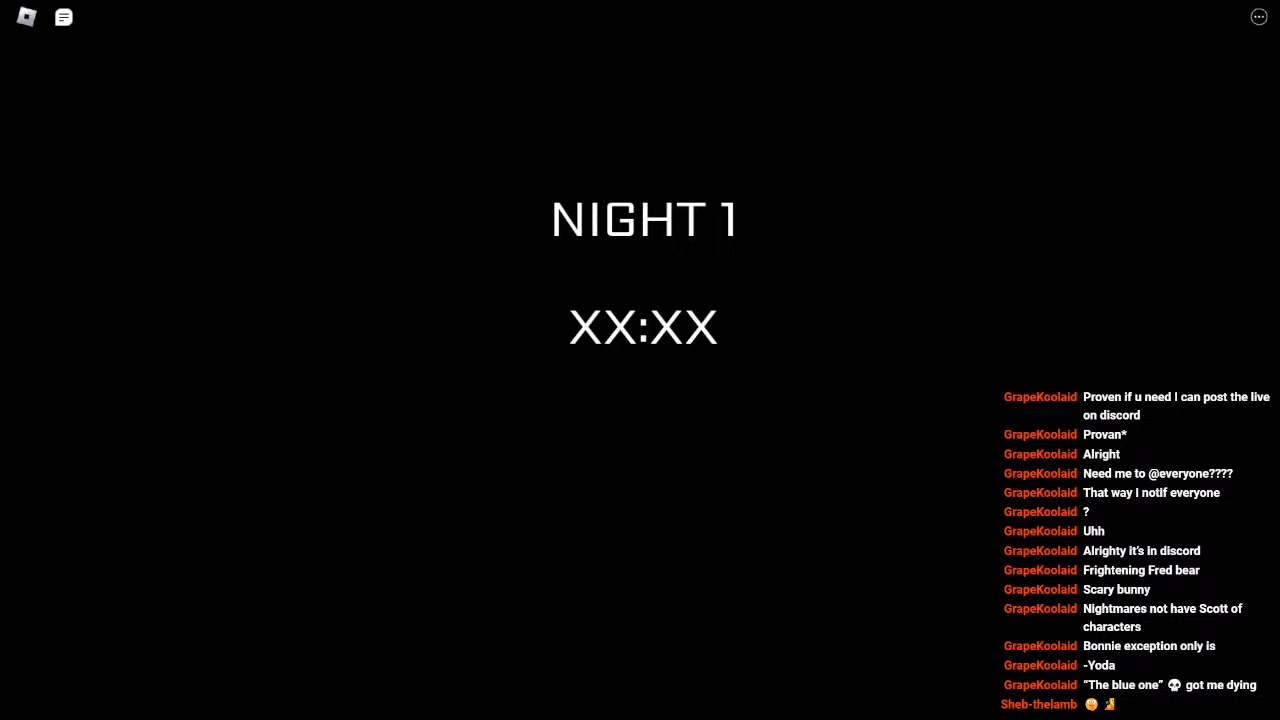 NIGHT 1
XX:XX
GrapeKoolaid Proven if u need I can post the live
on discord
GrapeKoolaid Provan*
GrapeKoolaid Alright
GrapeKoolaid Need me to @everyone????
GrapeKoolaid That way I notif everyone
GrapeKoolaid ?
GrapeKoolaid Uhh
GrapeKoolaid Alrighty it’s in discord
GrapeKoolaid Frightening Fred bear
GrapeKoolaid Scary bunny
GrapeKoolaid Nightmares not have Scott of
characters
GrapeKoolaid Bonnie exception only is
GrapeKoolaid -Yoda
GrapeKoolaid “The blue one” 💀 got me dying
Sheb-thelamb